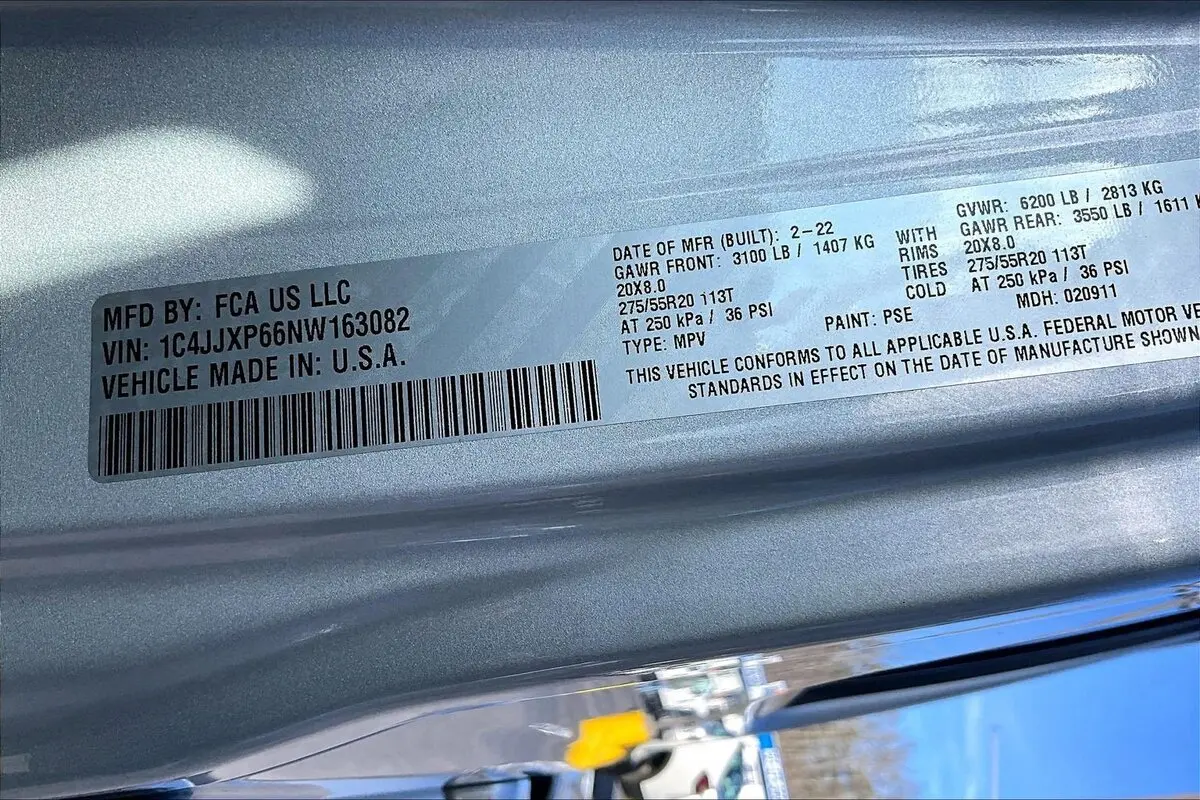 MFD BY: FCA US LLC
VIN: 1C4JJXP66NW163082
VEHICLE MADE IN: U.S.A.
DATE OF MFR (BUILT): 2-22
GVWR: 6200 LB / 2813 KG
GAWR FRONT: 3100 LB / 1407 KG WITH GAWR REAR: 3550 LB / 1611 K
20X8.0 RIMS 20X8.0
275/55R20 113T TIRES 275/55R20 113T
AT 250 kPa / 36 PSI COLD AT 250 kPa / 36 PSI
TYPE: MPV PAINT: PSE MDH: 020911
THIS VEHICLE CONFORMS TO ALL APPLICABLE U.S.A. FEDERAL MOTOR VE
STANDARDS IN EFFECT ON THE DATE OF MANUFACTURE SHOWN